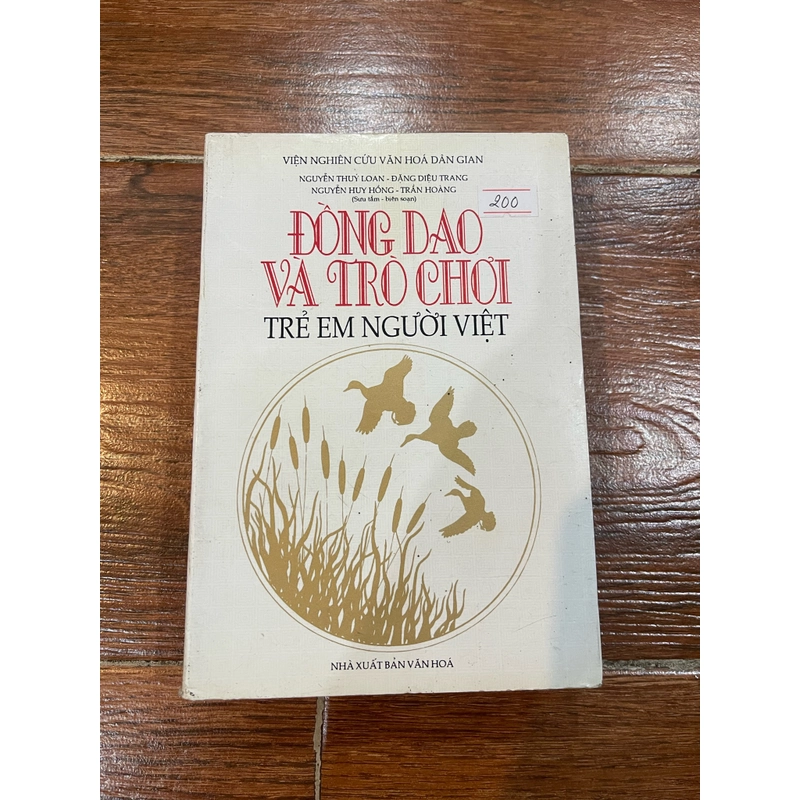 VIỆN NGHIÊN CỨU VĂN HOÁ DÂN GIAN
NGUYỄN THUÝ LOAN - ĐẶNG DIỆU TRANG
NGUYỄN HUY HỒNG - TRẦN HOÀNG
(Sưu tầm - biên soạn)
200
ĐỒNG DAO
VÀ TRÒ CHƠI
TRẺ EM NGƯỜI VIỆT
NHÀ XUẤT BẢN VĂN HOÁ